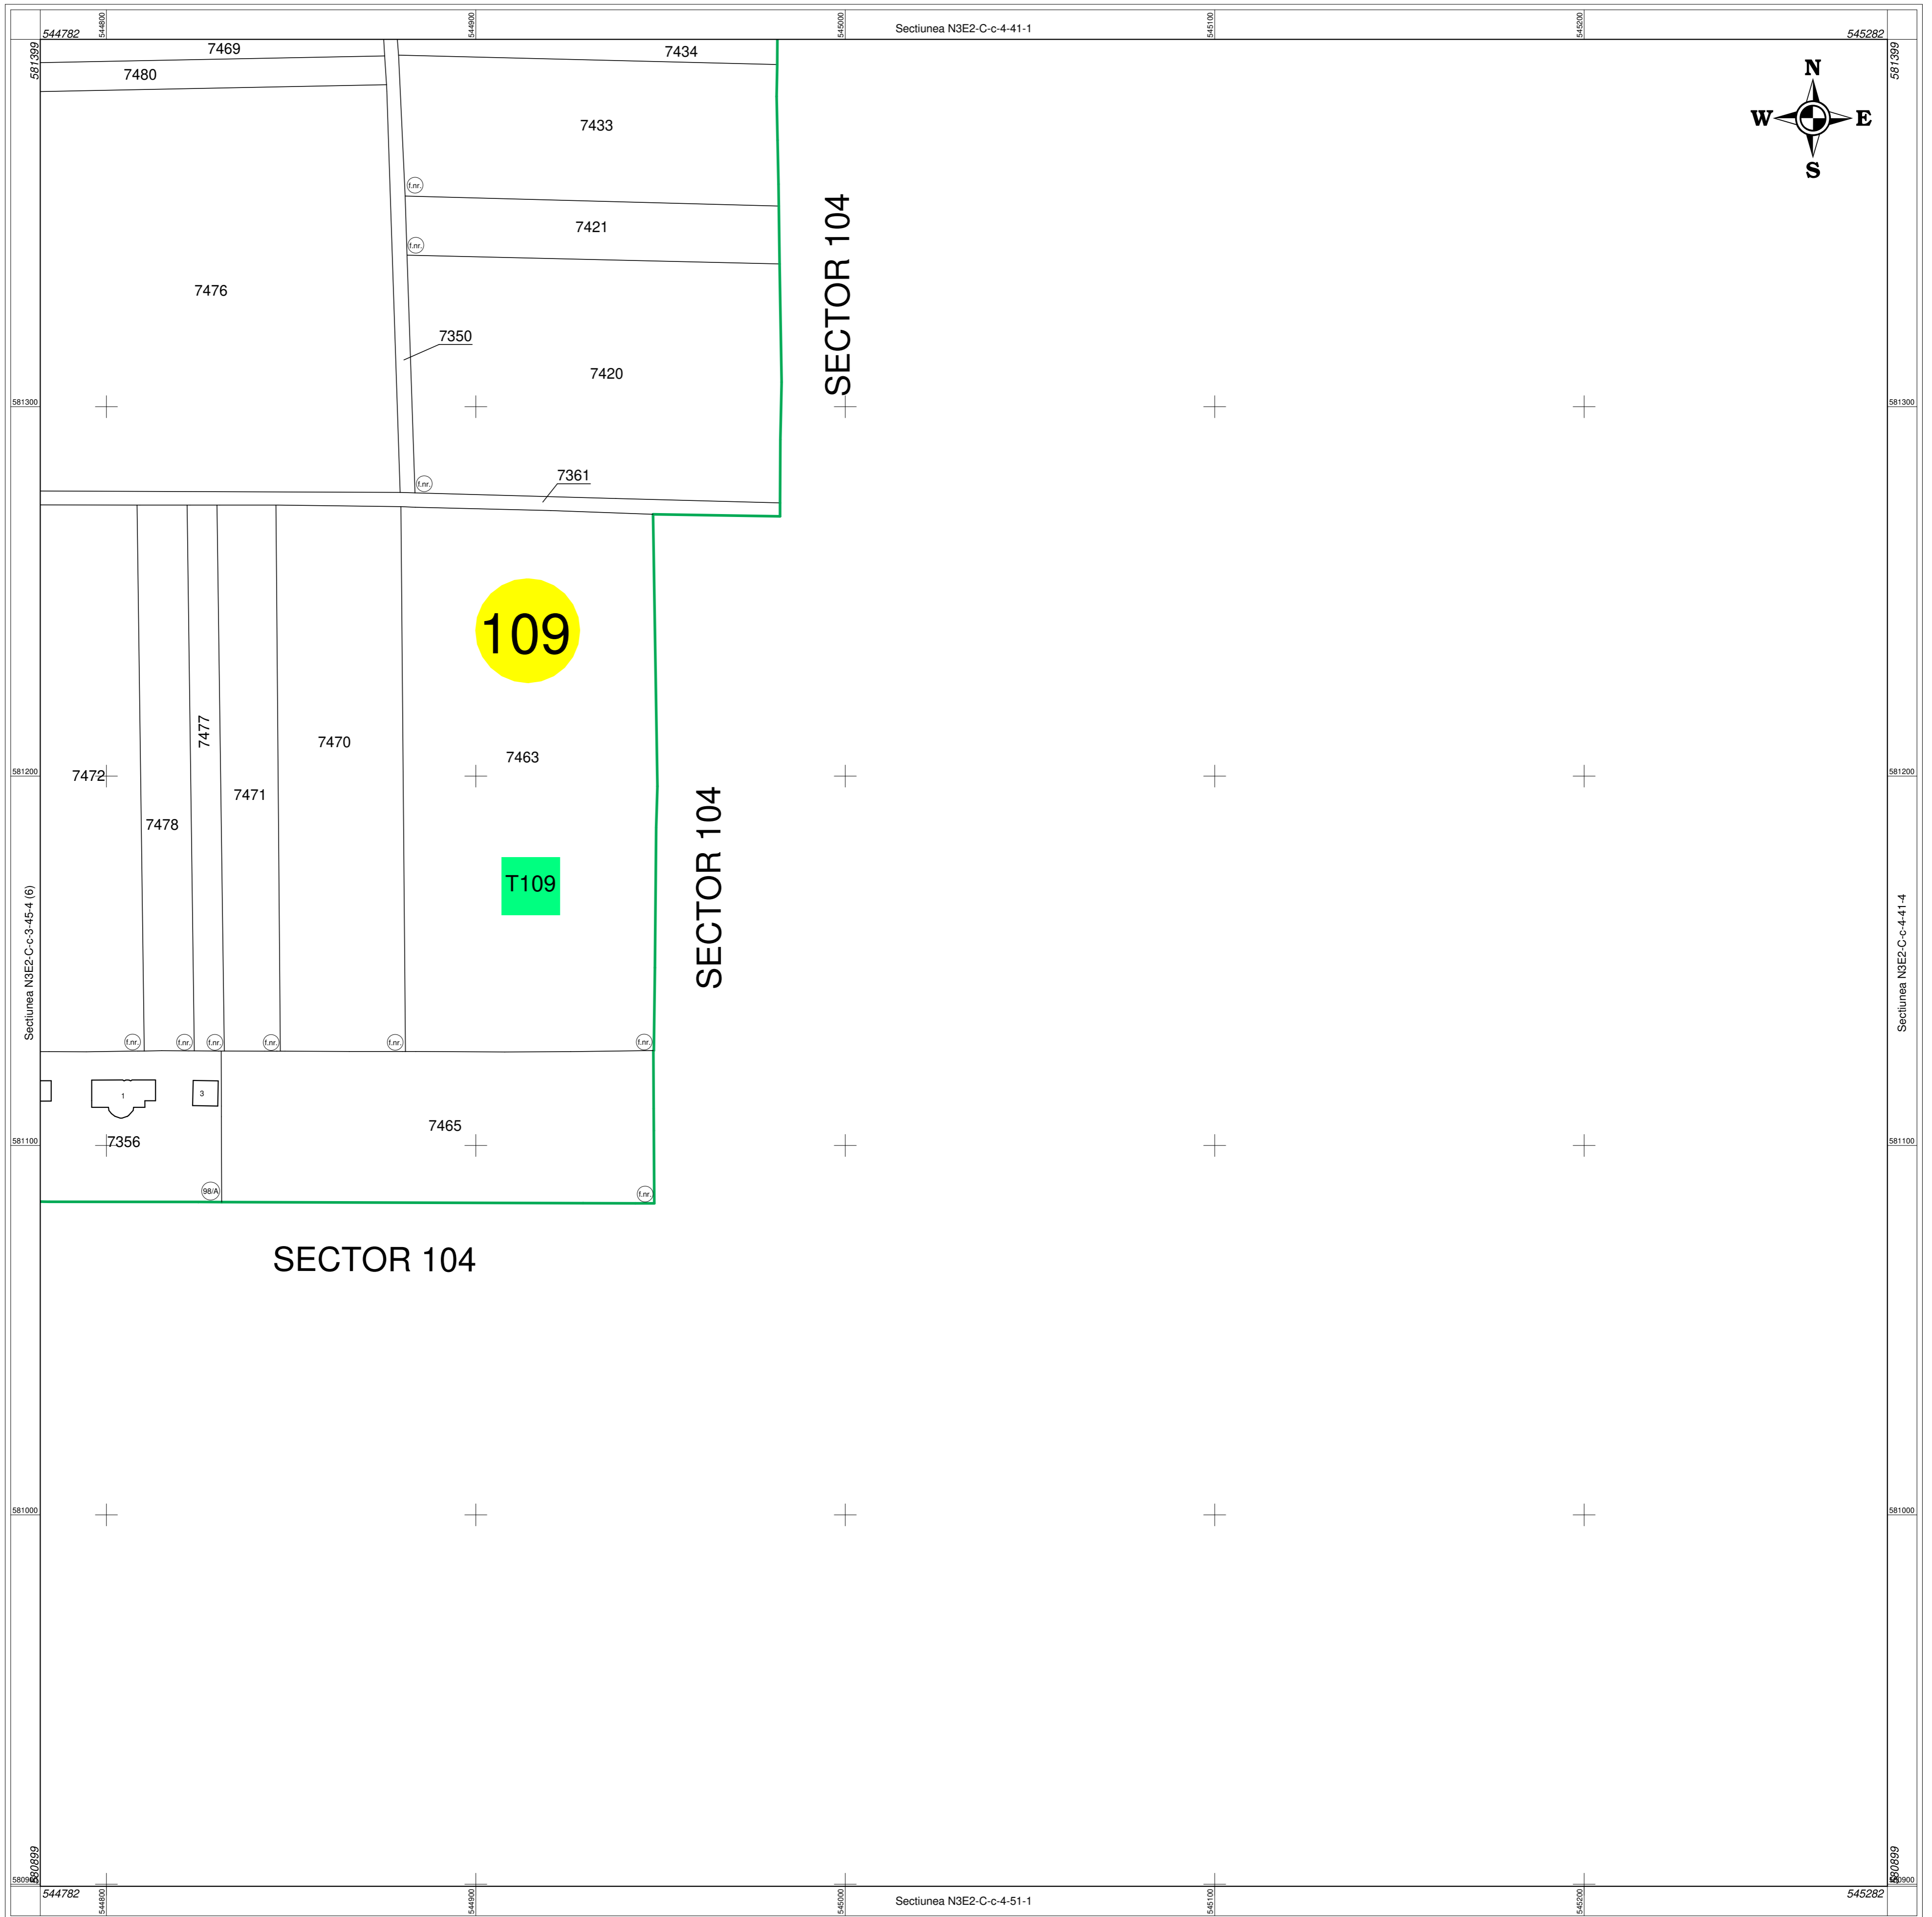 544800
544900
545000
Sectiunea N3E2-C-c-4-41-1
545100
545200
544782
545282
581399
581399
7469
7434
7480
N
W
E
S
7433
f.nr.
7421
f.nr.
SECTOR 104
7476
7350
7420
581300
581300
7361
f.nr.
109
7477
7470
7463
581200
7472
581200
7471
7478
SECTOR 104
T109
Sectiunea N3E2-C-c-3-45-4 (6)
Sectiunea N3E2-C-c-4-41-4
f.nr.
f.nr.
f.nr.
f.nr.
f.nr.
f.nr.
1
3
7465
581100
7356
581100
98/A
f.nr.
SECTOR 104
581000
581000
580899
580899
580900
580900
544782
545282
544800
544900
545000
Sectiunea N3E2-C-c-4-51-1
545100
545200